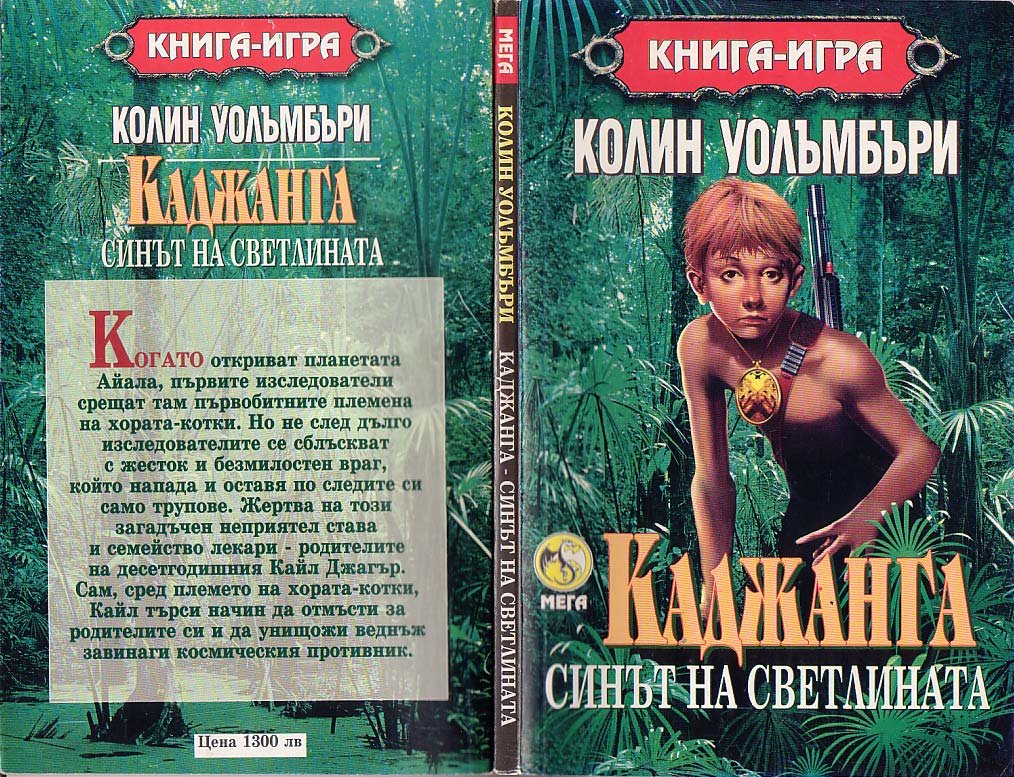 КНИГА-ИГРА
КОЛИН УОЛЪМБЪРИ
КАДЖАНГА
СИНЪТ НА СВЕТЛИНАТА
КОГАТО откриват планетата
Айала, първите изследователи
срещат там първобитните племена
на хората-котки. Но не след дълго
изследователите се сблъскват
с жесток и безмилостен враг,
който напада и оставя по следите си
само трупове. Жертва на този
загадъчен неприятел става
и семейство лекари - родителите
на десетгодишния Кайл Джагър.
Сам, сред племето на хората-котки,
Кайл търси начин да отмъсти за
родителите си и да унищожи веднъж
завинаги космическия противник.
Цена 1300 лв
МЕГА КОЛИН УОЛЪМБЪРИ КАДЖАНГА - СИНЪТ НА СВЕТЛИНАТА
КНИГА-ИГРА
КОЛИН УОЛЪМБЪРИ
МЕГА
КАДЖАНГА
СИНЪТ НА СВЕТЛИНАТА